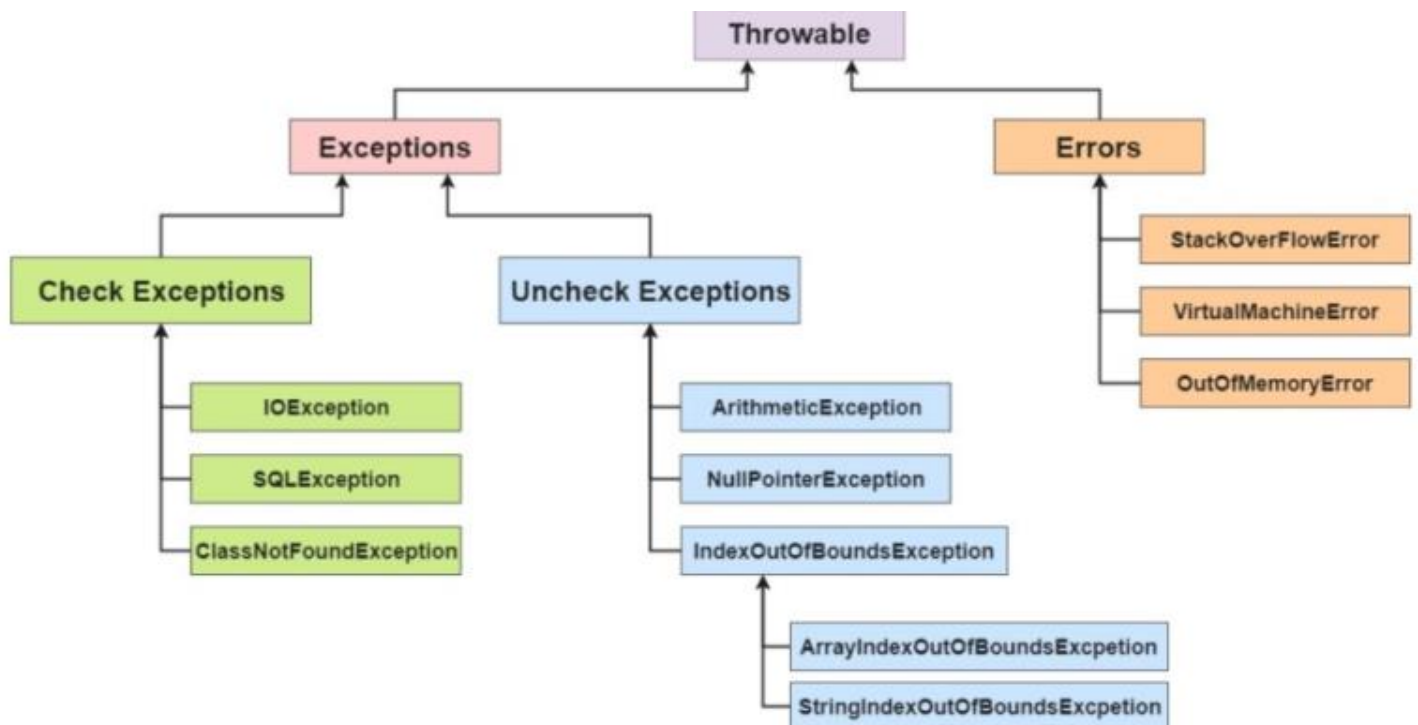 Throwable
Exceptions
Errors
StackOverFlowError
Check Exceptions
Uncheck Exceptions
VirtualMachineError
OutOfMemoryError
IOException
ArithmeticException
SQLException
NullPointerException
ClassNotFoundException
IndexOutOfBoundsException
ArrayIndexOutOfBoundsExcpetion
StringIndexOutOfBoundsExcpetion